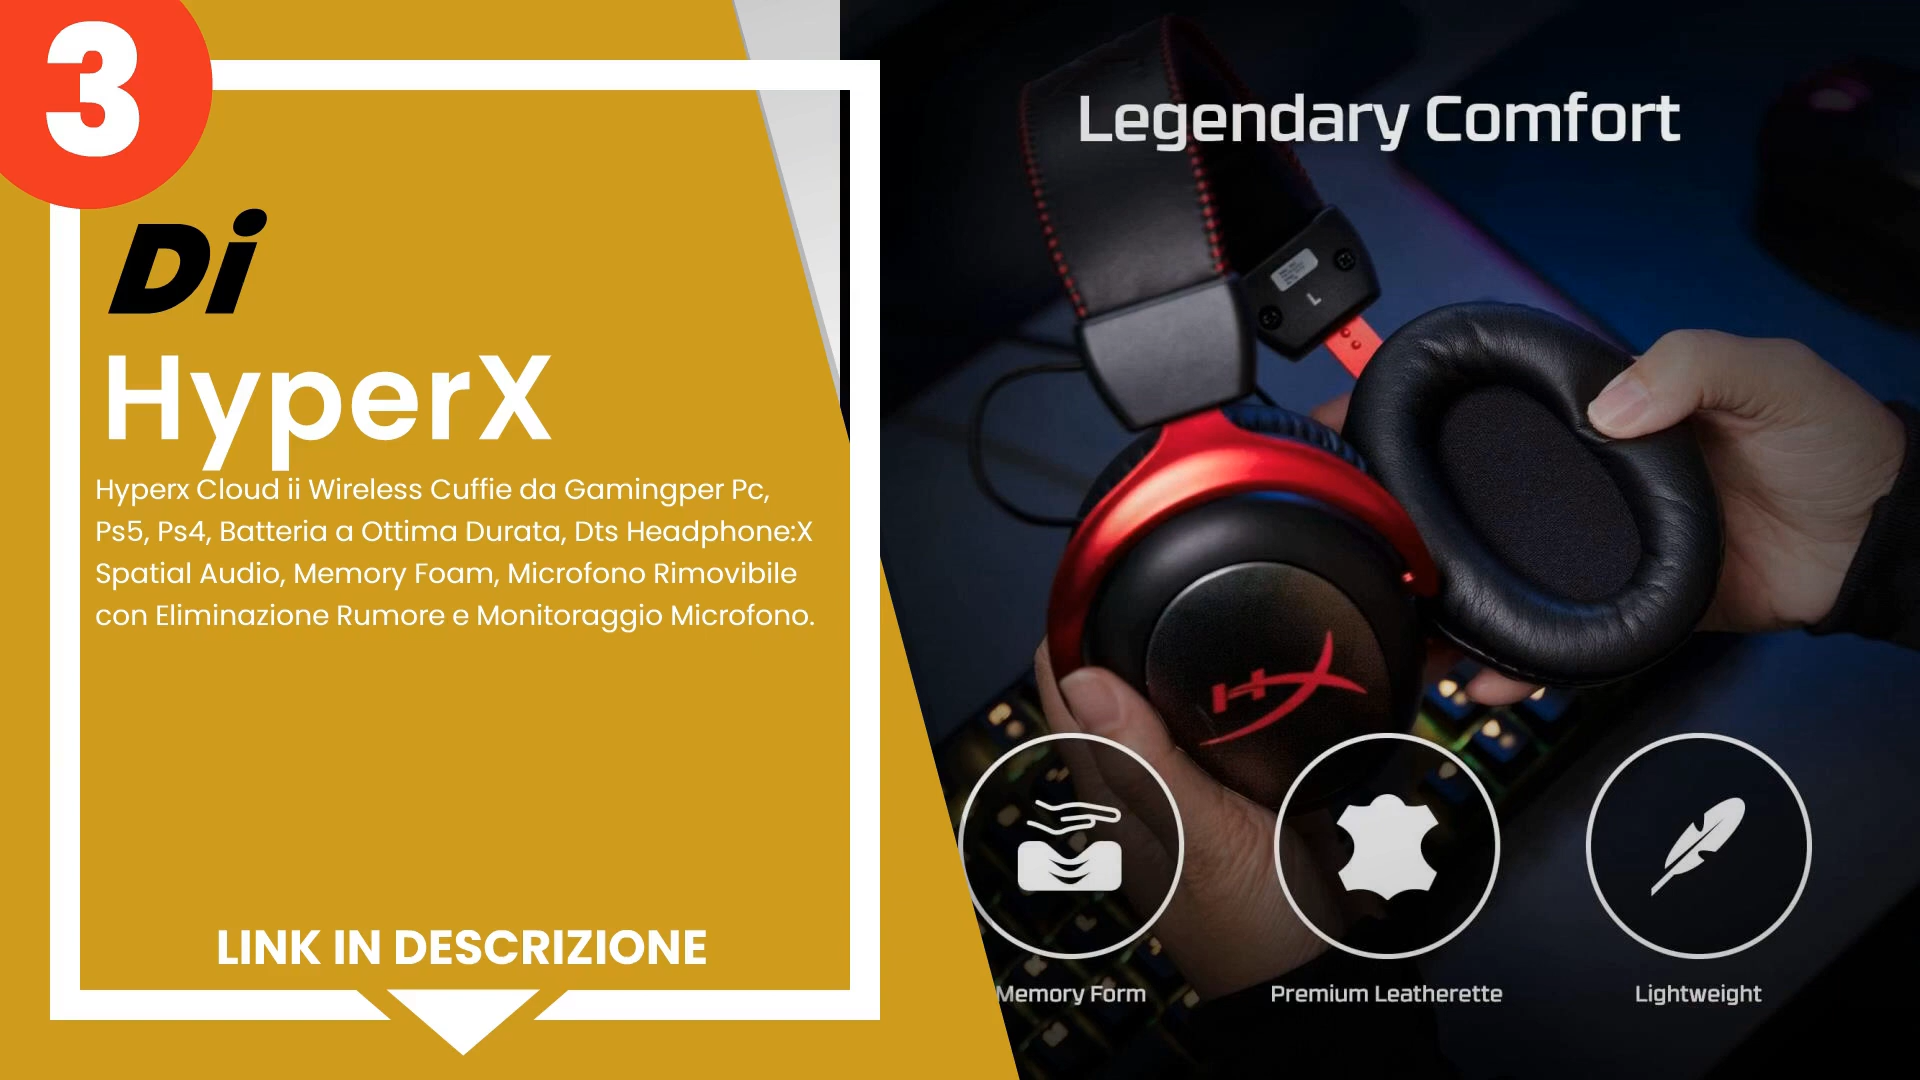 3
Di
HyperX
Hyperx Cloud ii Wireless Cuffie da Gamingper Pc,
Ps5, Ps4, Batteria a Ottima Durata, Dts Headphone:X
Spatial Audio, Memory Foam, Microfono Rimovibile
con Eliminazione Rumore e Monitoraggio Microfono.
LINK IN DESCRIZIONE
Legendary Comfort
L
HX
Memory Form
Premium Leatherette
Lightweight